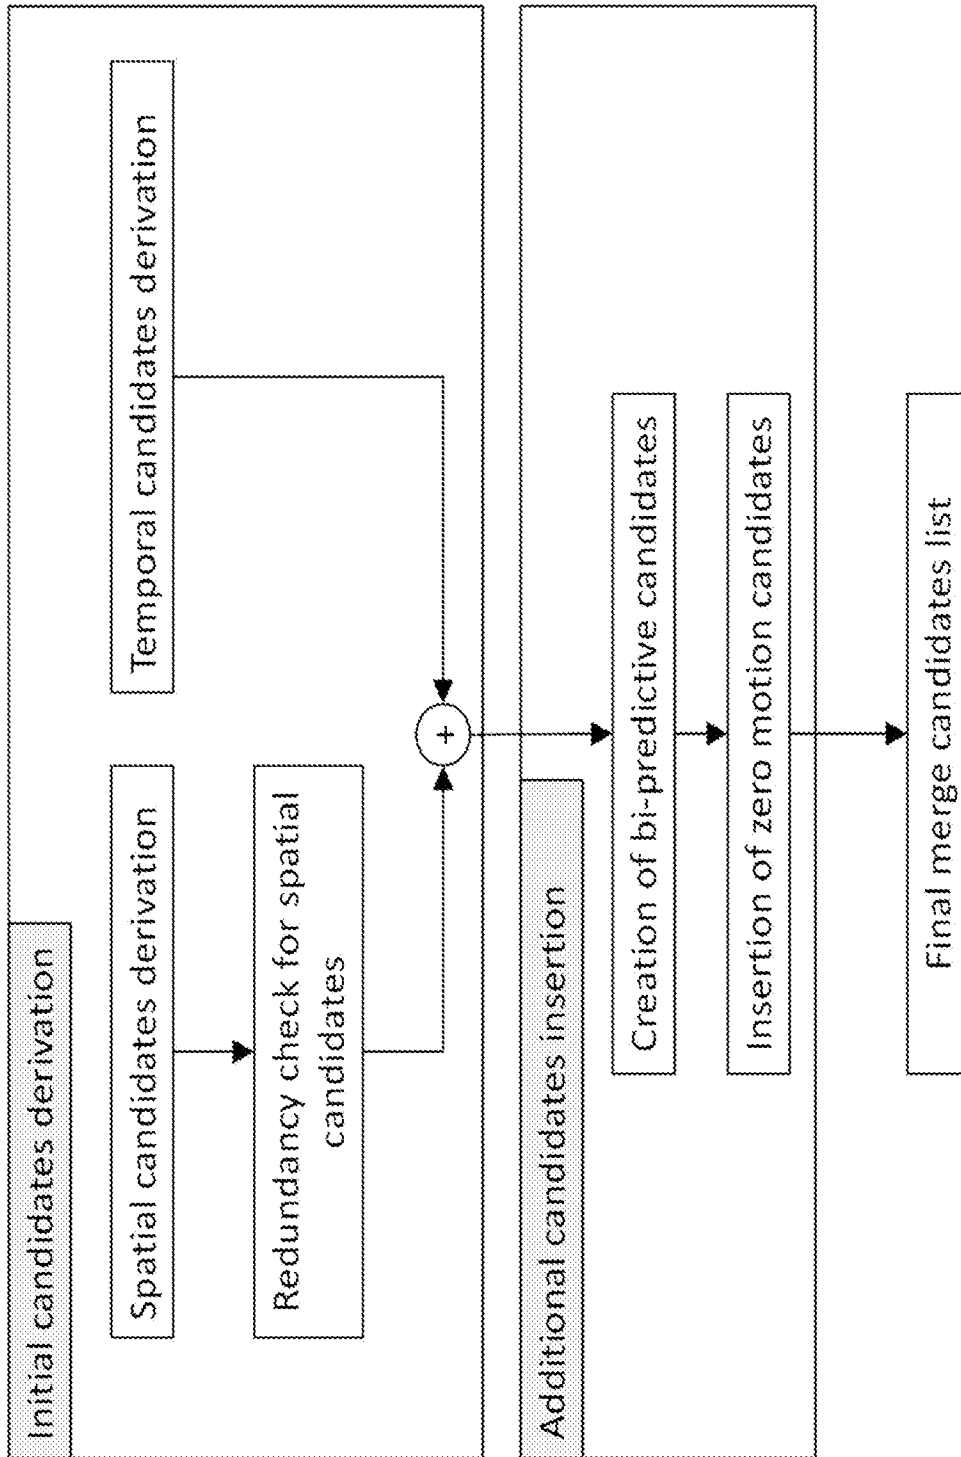 Initial candidates derivation
Spatial candidates derivation
Temporal candidates derivation
Redundancy check for spatial
candidates
+
Additional candidates insertion
Creation of bi-predictive candidates
Insertion of zero motion candidates
Final merge candidates list